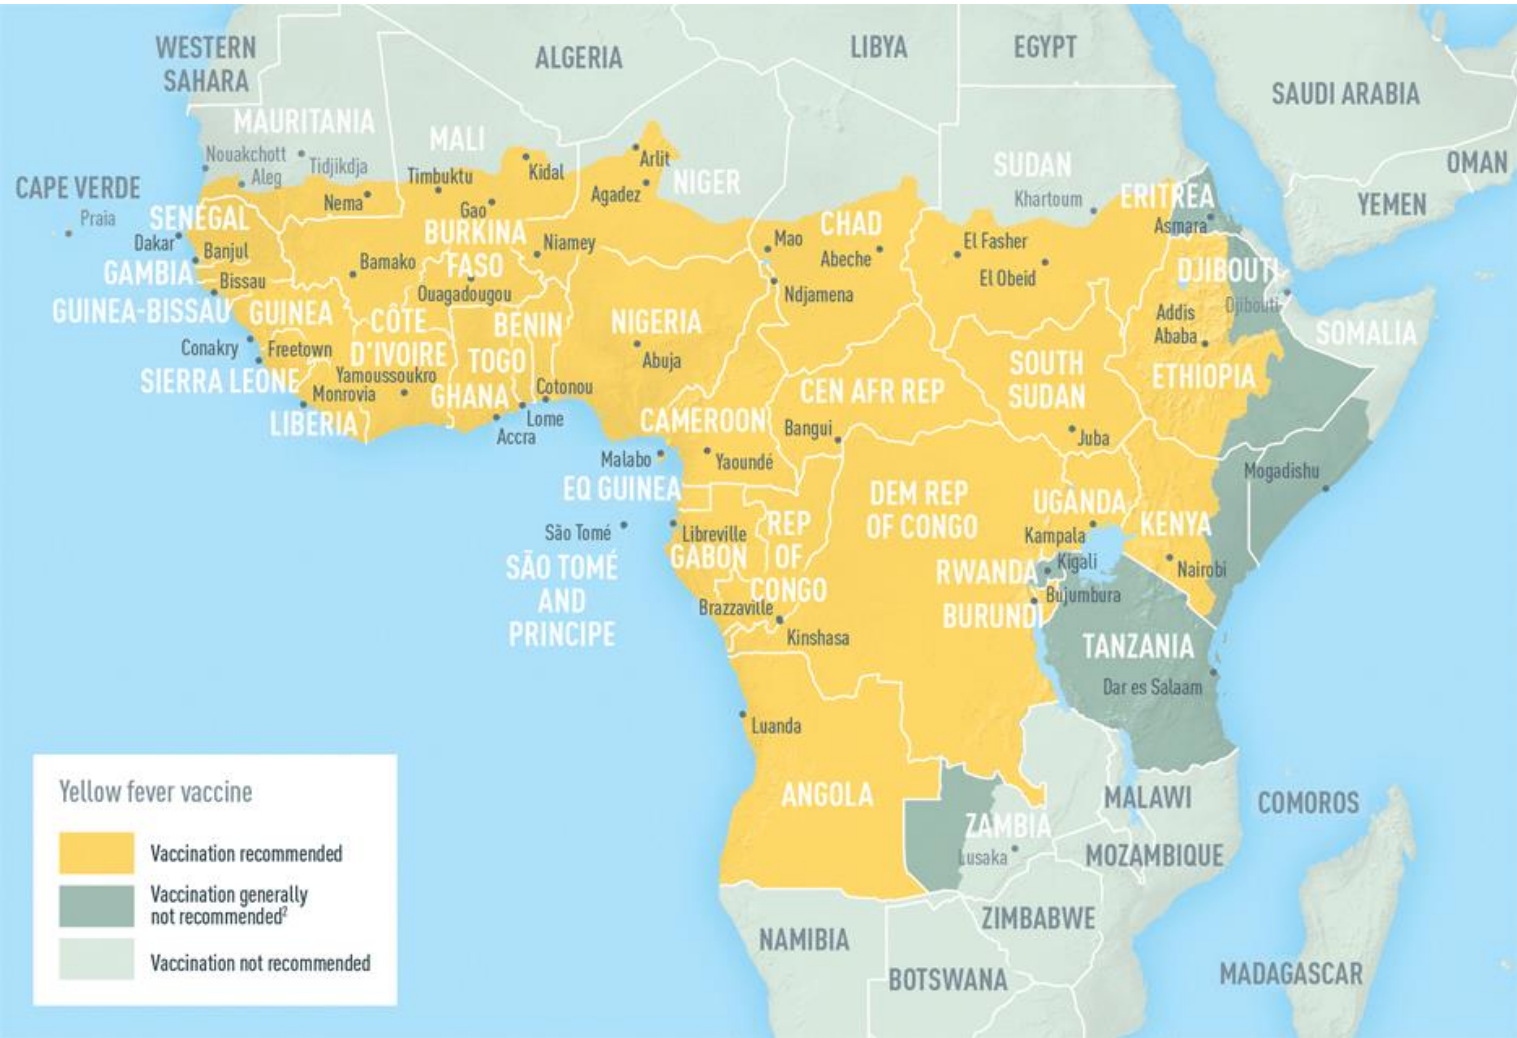 WESTERN
SAHARA
ALGERIA
LIBYA
EGYPT
SAUDI ARABIA
MAURITANIA
MALI
Nouakchott
Tidjikdja
Aleg
Arlit
Kidal
Timbuktu
NIGER
SUDAN
Khartoum
ERITREA
OMAN
YEMEN
CAPE VERDE
Praia
Nema
Gao
Agadez
SENEGAL
Dakar
Banjul
BURKINA
FASO
Niamey
CHAD
Mao
Abeche
El Fasher
El Obeid
Asmara
GAMBIA
Bissau
Bamako
Ouagadougou
Ndjamena
DJIBOUTI
Djibouti
GUINEA-BISSAU
GUINEA
CÔTE
D'IVOIRE
BENIN
NIGERIA
Abuja
Addis
Ababa
SOMALIA
Conakry
Freetown
TOGO
SIERRA LEONE
Yamoussoukro
Monrovia
GHANA
Cotonou
CEN AFR REP
SOUTH
SUDAN
ETHIOPIA
LIBERIA
Lome
Accra
CAMEROON
Bangui
Juba
Malabo
Yaoundé
Mogadishu
EQ GUINEA
DEM REP
OF CONGO
UGANDA
KENYA
São Tomé
Libreville
GABON
REP
OF
CONGO
Kampala
SÃO TOMÉ
AND
PRINCIPE
RWANDA
Kigali
Nairobi
Brazzaville
BURUNDI
Bujumbura
Kinshasa
TANZANIA
Dar es Salaam
Luanda
ANGOLA
ZAMBIA
Lusaka
MALAWI
COMOROS
MOZAMBIQUE
NAMIBIA
ZIMBABWE
BOTSWANA
MADAGASCAR
Yellow fever vaccine
Vaccination recommended
Vaccination generally
not recommended²
Vaccination not recommended